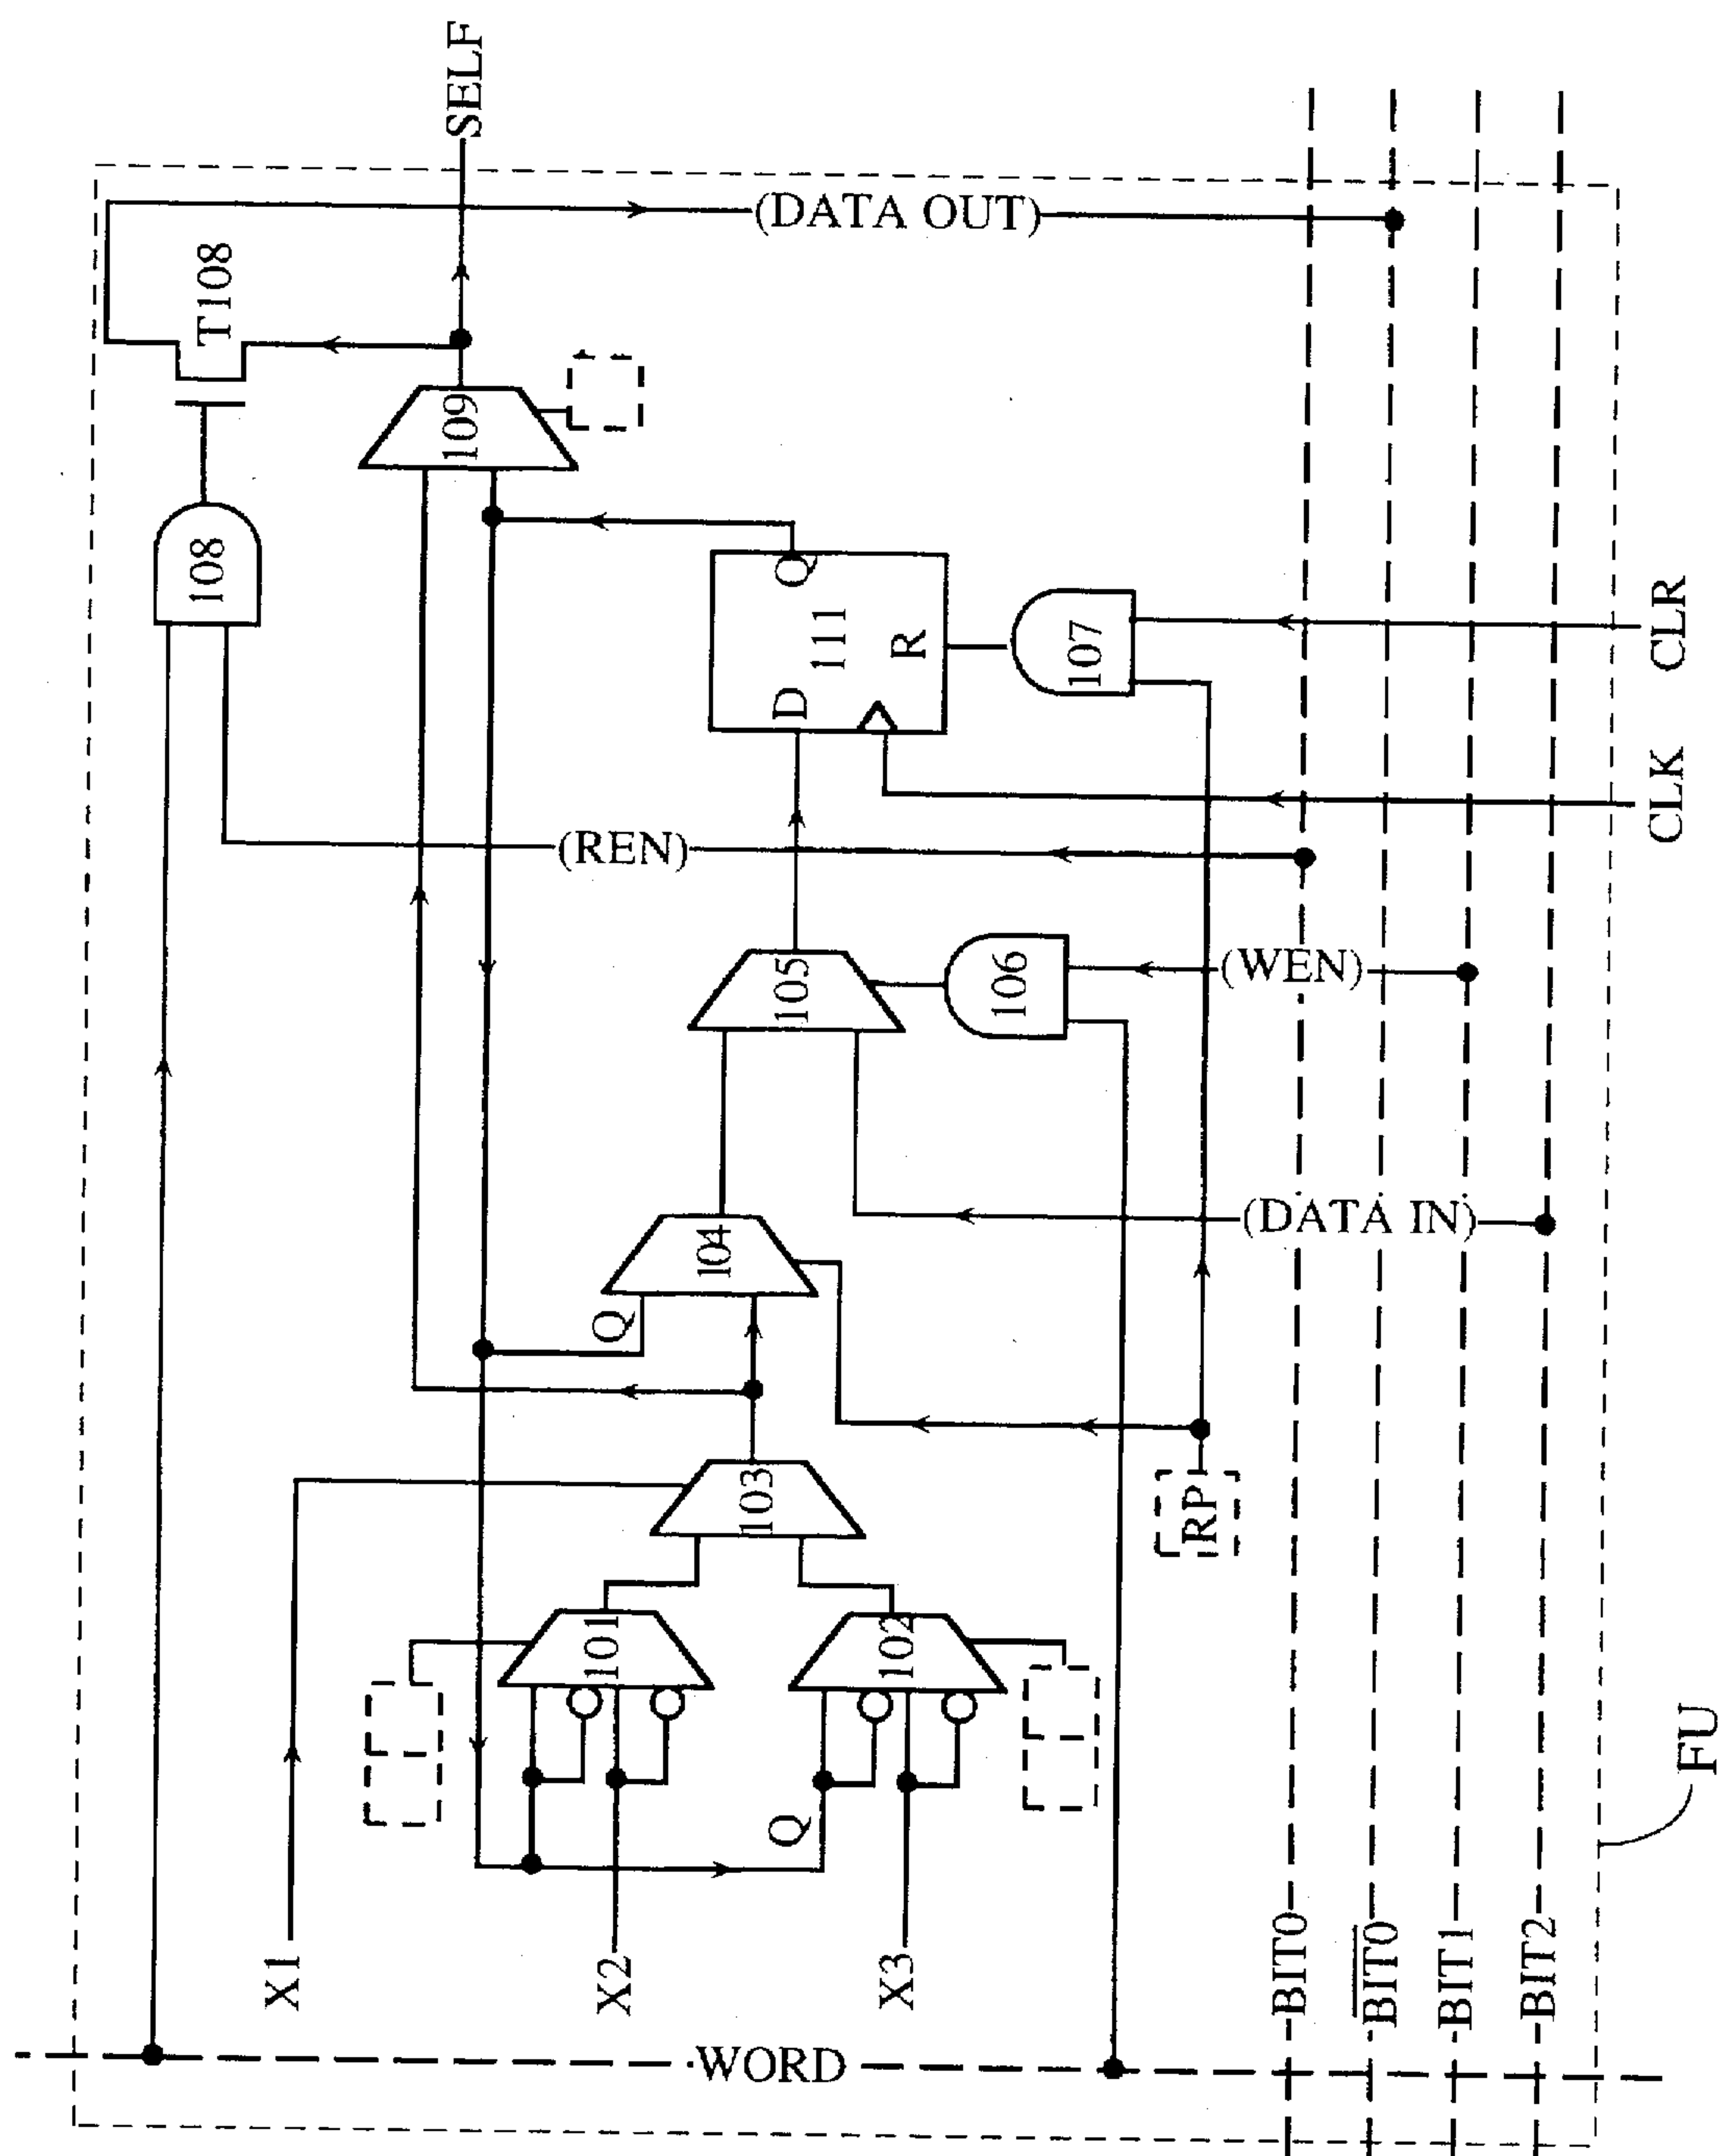 SELF
(DATA OUT)
T108
109
108
Q
111
R
D
107
CLR
CLK
(REN)
105
106
(WEN)
104
Q
(DATA IN)
103
RP
101
102
Q
X1
X2
X3
WORD
BIT0
B̅I̅T̅0̅
BIT1
BIT2
FU